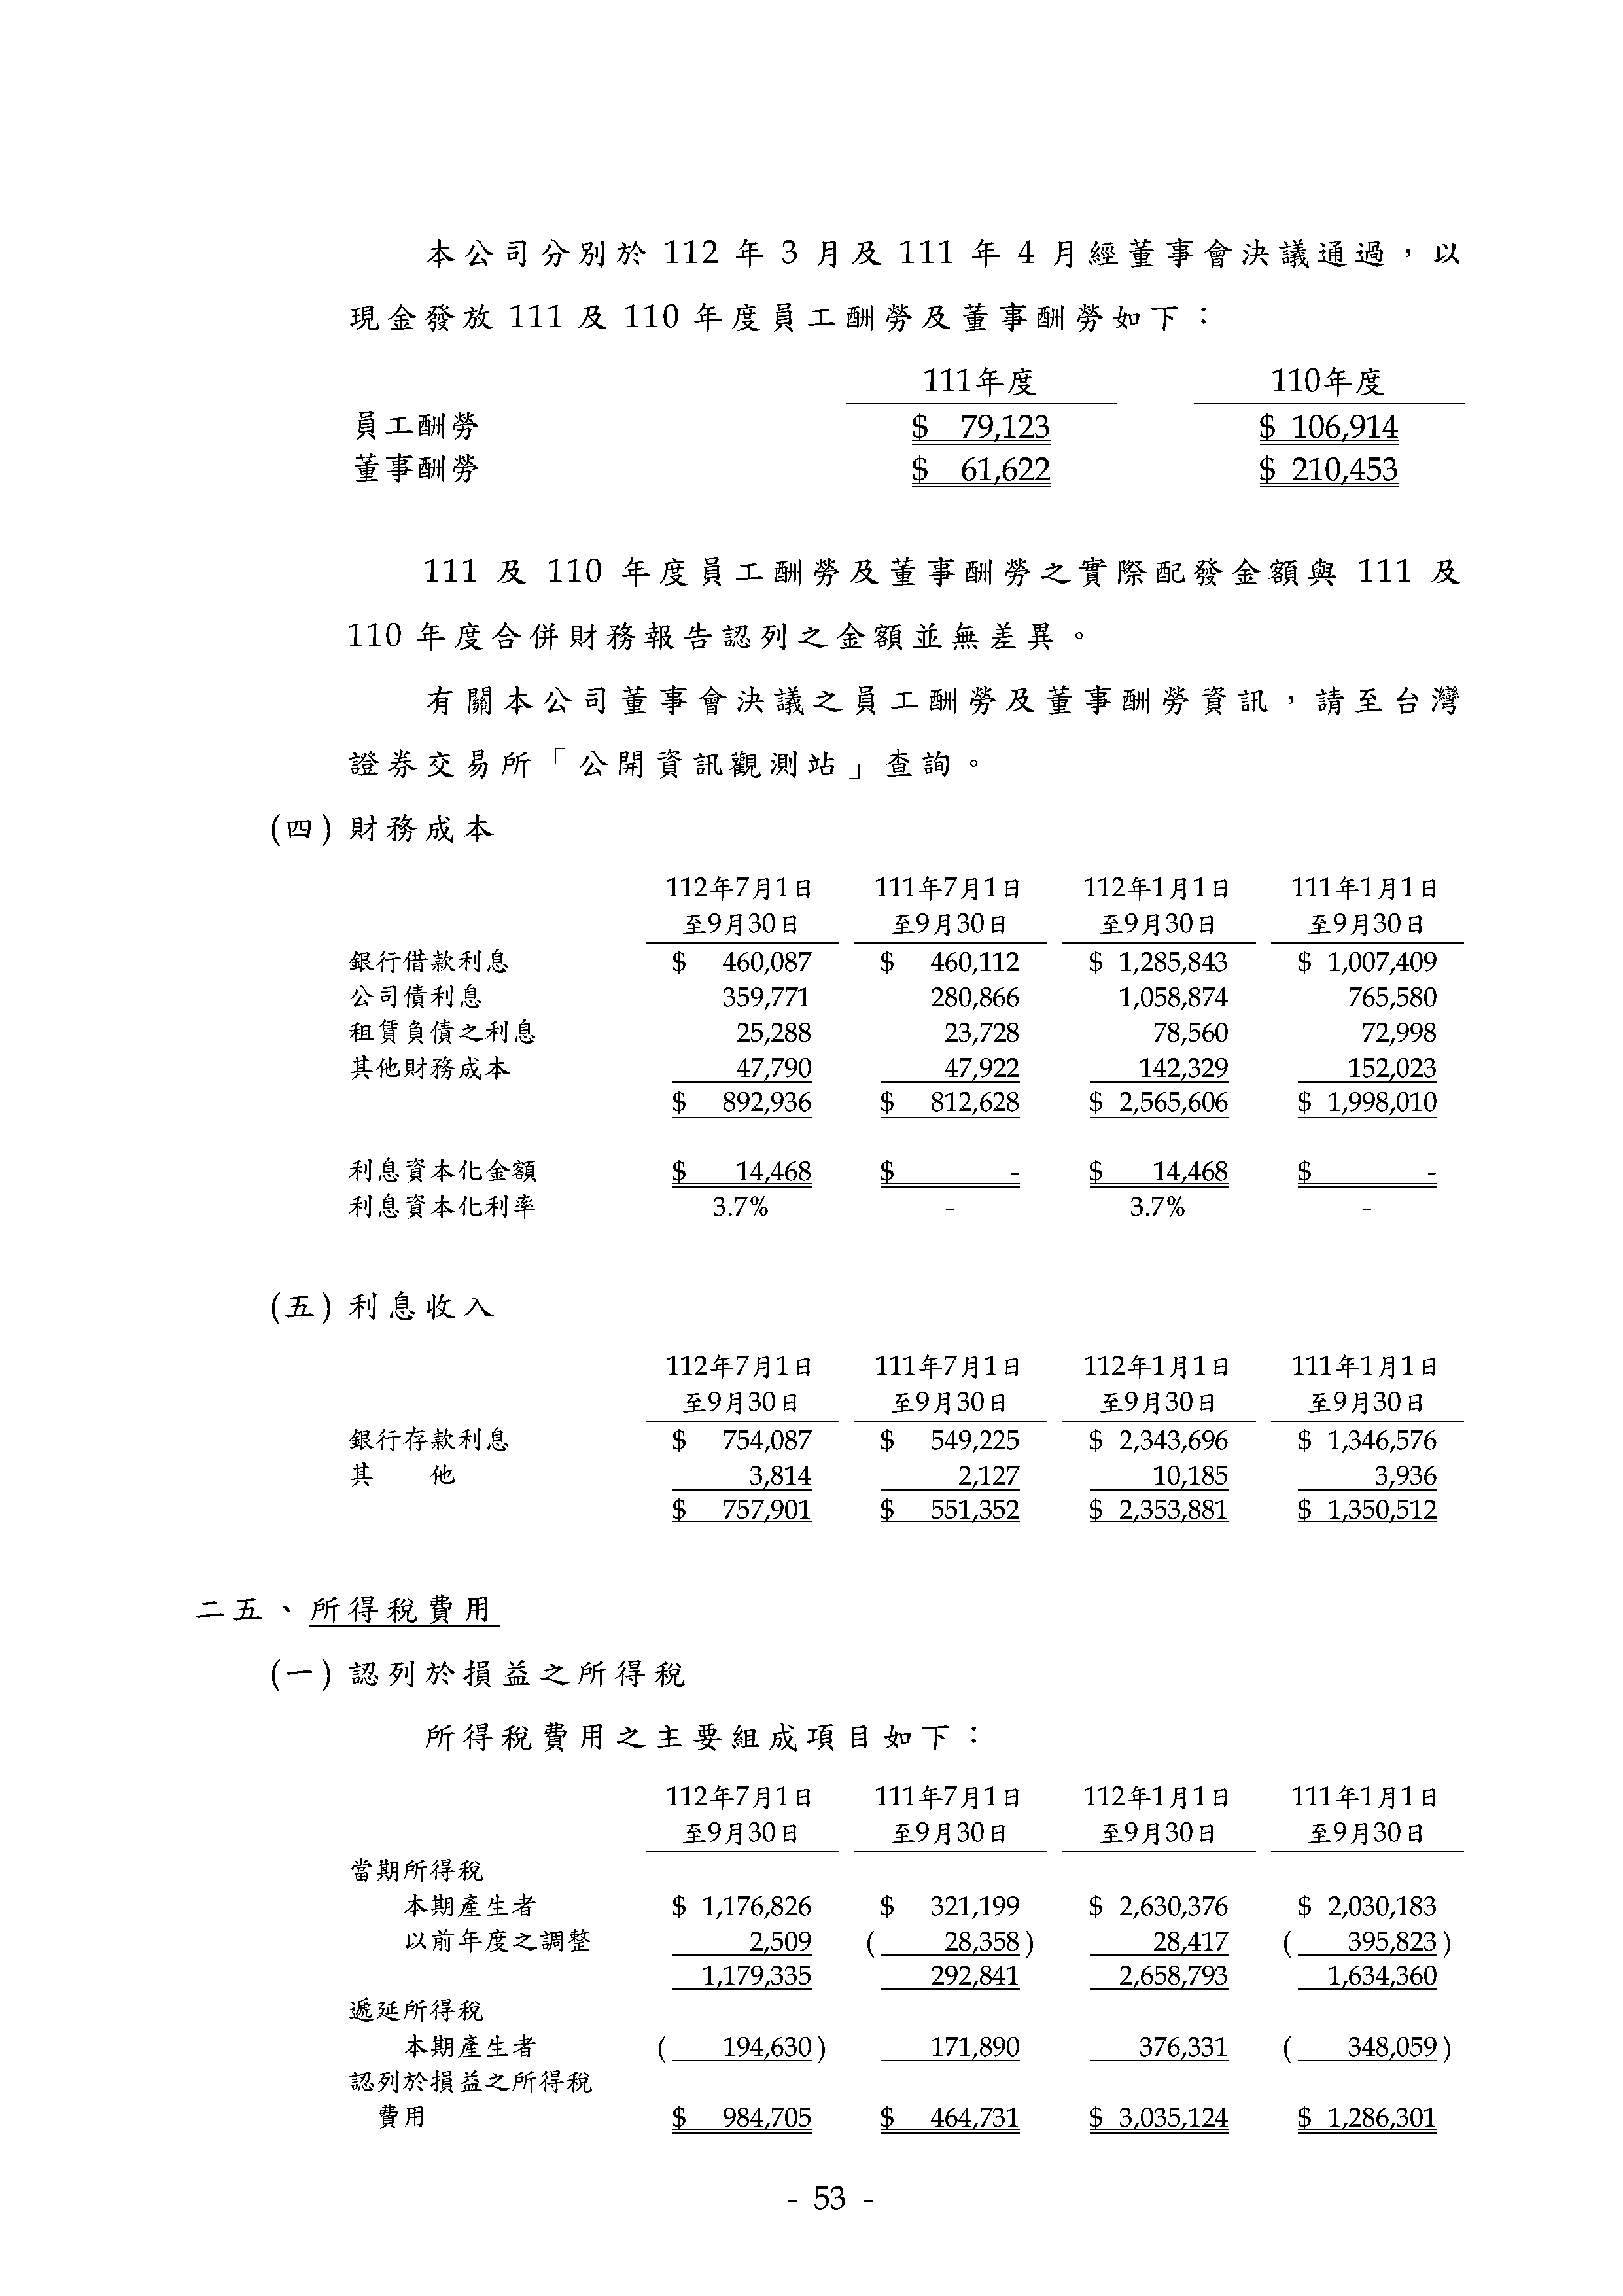 本公司分別於 112 年 3 月及 111 年 4 月經董事會決議通過，以
現金發放 111 及 110 年度員工酬勞及董事酬勞如下：
111年度 110年度
員工酬勞 $ 79,123 $ 106,914
董事酬勞 $ 61,622 $ 210,453
111 及 110 年度員工酬勞及董事酬勞之實際配發金額與 111 及
110 年度合併財務報告認列之金額並無差異。
有關本公司董事會決議之員工酬勞及董事酬勞資訊，請至台灣
證券交易所「公開資訊觀測站」查詢。
(四) 財務成本
112年7月1日 111年7月1日 112年1月1日 111年1月1日
至9月30日 至9月30日 至9月30日 至9月30日
銀行借款利息 $ 460,087 $ 460,112 $ 1,285,843 $ 1,007,409
公司債利息 359,771 280,866 1,058,874 765,580
租賃負債之利息 25,288 23,728 78,560 72,998
其他財務成本 47,790 47,922 142,329 152,023
$ 892,936 $ 812,628 $ 2,565,606 $ 1,998,010
利息資本化金額 $ 14,468 $ - $ 14,468 $ -
利息資本化利率 3.7% - 3.7% -
(五) 利息收入
112年7月1日 111年7月1日 112年1月1日 111年1月1日
至9月30日 至9月30日 至9月30日 至9月30日
銀行存款利息 $ 754,087 $ 549,225 $ 2,343,696 $ 1,346,576
其　　他 3,814 2,127 10,185 3,936
$ 757,901 $ 551,352 $ 2,353,881 $ 1,350,512
二五、所得稅費用
(一) 認列於損益之所得稅
所得稅費用之主要組成項目如下：
112年7月1日 111年7月1日 112年1月1日 111年1月1日
至9月30日 至9月30日 至9月30日 至9月30日
當期所得稅
本期產生者 $ 1,176,826 $ 321,199 $ 2,630,376 $ 2,030,183
以前年度之調整 2,509 ( 28,358 ) 28,417 ( 395,823 )
1,179,335 292,841 2,658,793 1,634,360
遞延所得稅
本期產生者 ( 194,630 ) 171,890 376,331 ( 348,059 )
認列於損益之所得稅
費用 $ 984,705 $ 464,731 $ 3,035,124 $ 1,286,301
- 53 -